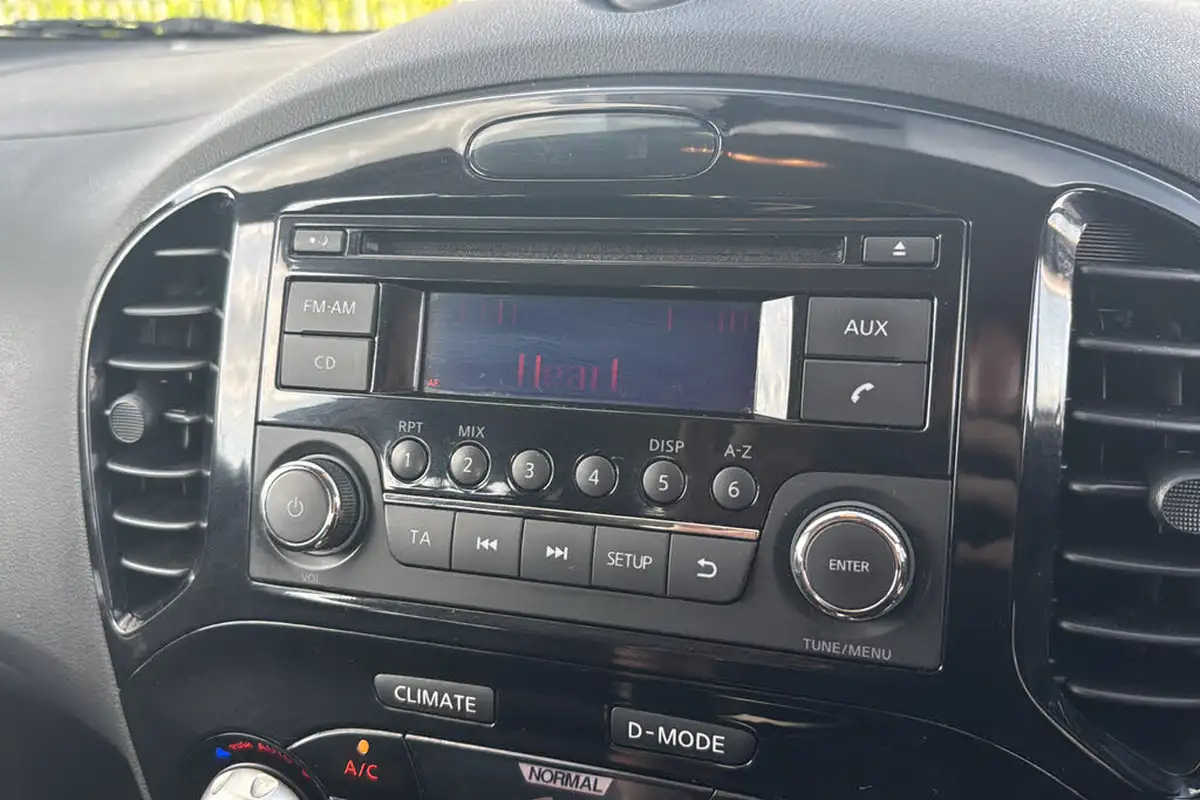 FM-AM
AUX
CD
AF
Heart
RPT
MIX
DISP
A-Z
1
2
3
4
5
6
TA
SETUP
ENTER
VOL
TUNE/MENU
CLIMATE
D-MODE
A/C
NORMAL